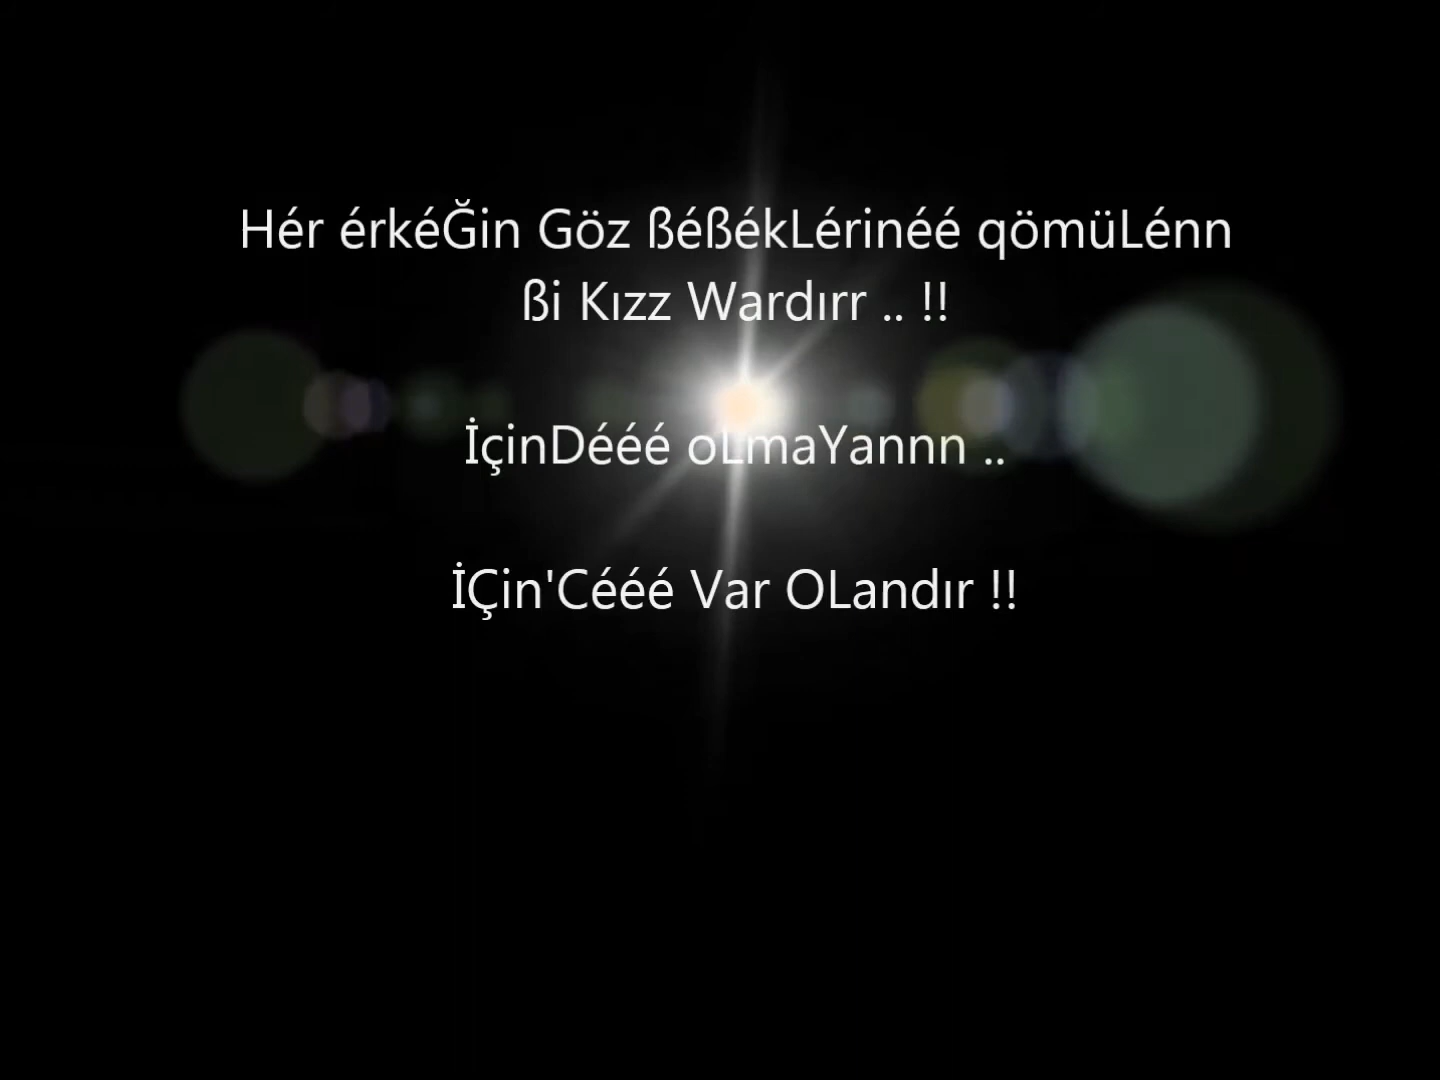 Hér érkéĞin Göz ßéßékLérinéé qömüLénn
ßi Kızz Wardırr .. !!
İçinDééé oLmaYannn ..
İÇin'Cééé Var OLandır !!